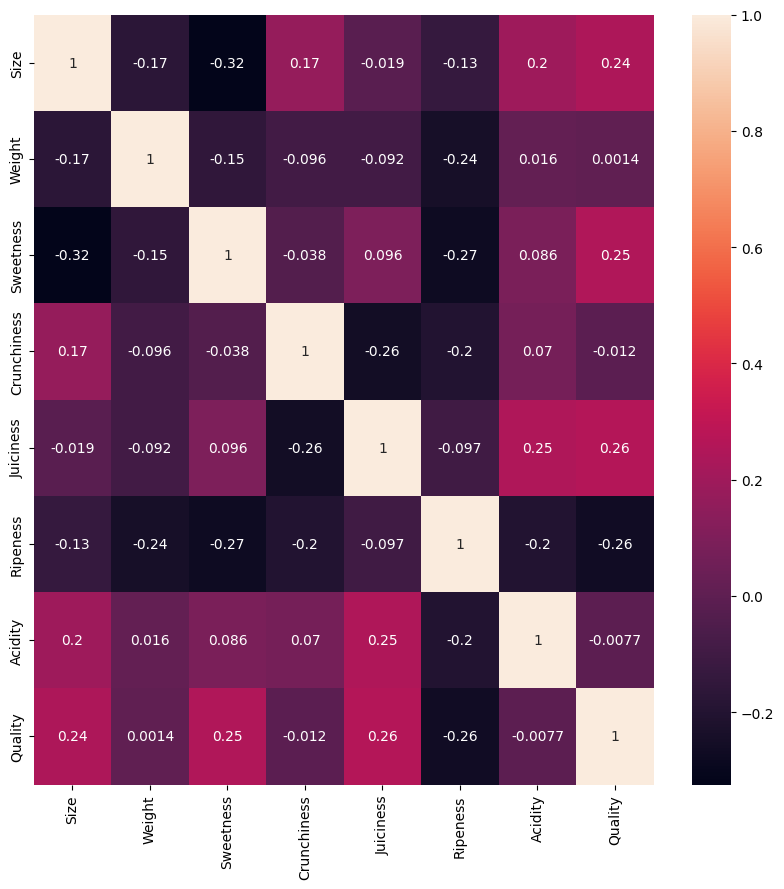 Size 1 -0.17 -0.32 0.17 -0.019 -0.13 0.2 0.24
Weight -0.17 1 -0.15 -0.096 -0.092 -0.24 0.016 0.0014
Sweetness -0.32 -0.15 1 -0.038 0.096 -0.27 0.086 0.25
Crunchiness 0.17 -0.096 -0.038 1 -0.26 -0.2 0.07 -0.012
Juiciness -0.019 -0.092 0.096 -0.26 1 -0.097 0.25 0.26
Ripeness -0.13 -0.24 -0.27 -0.2 -0.097 1 -0.2 -0.26
Acidity 0.2 0.016 0.086 0.07 0.25 -0.2 1 -0.0077
Quality 0.24 0.0014 0.25 -0.012 0.26 -0.26 -0.0077 1
Size Weight Sweetness Crunchiness Juiciness Ripeness Acidity Quality
1.0
0.8
0.6
0.4
0.2
0.0
−0.2